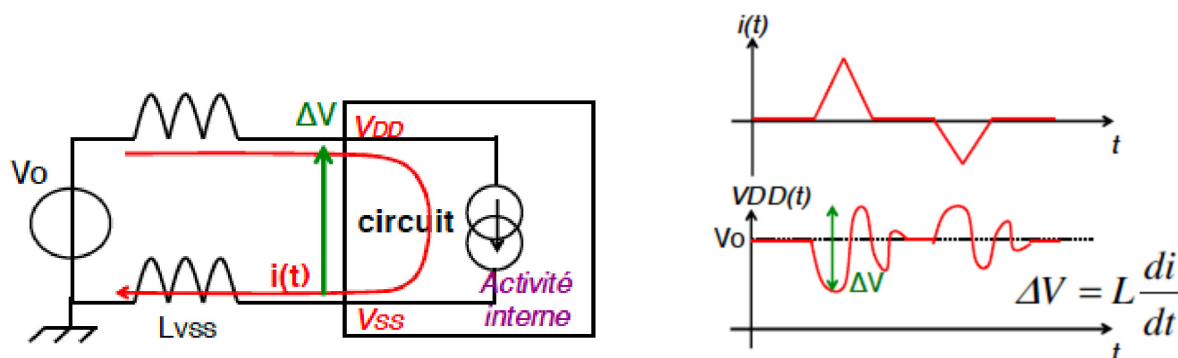 ΔV
VDD
Vo
circuit
i(t)
Activité
interne
Lvss
VSS
i(t)
t
VDD(t)
Vo
ΔV
ΔV = L di/dt
t